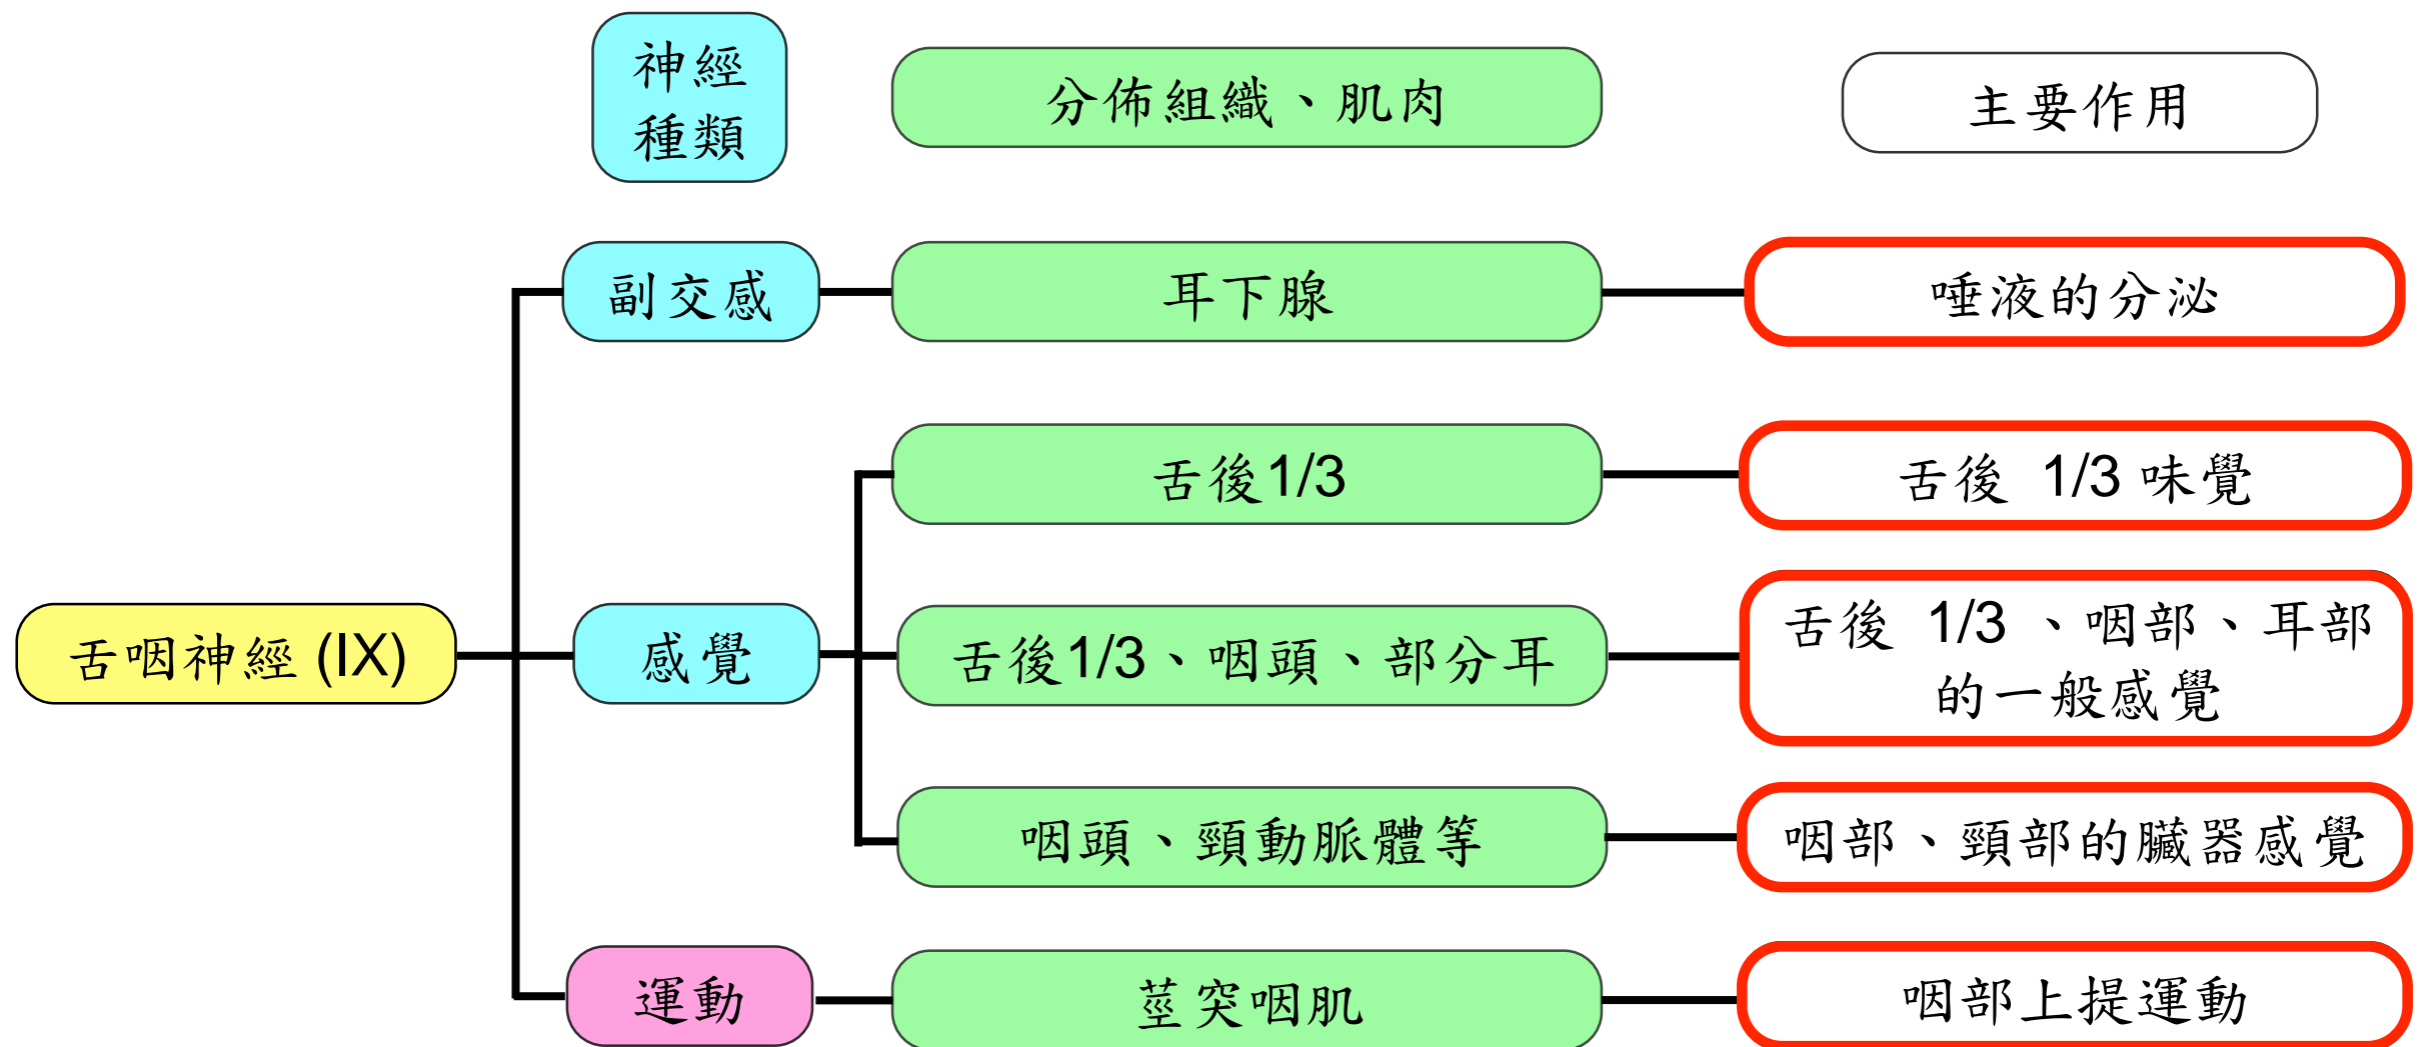 神經
種類
分佈組織、肌肉
主要作用
副交感
耳下腺
唾液的分泌
舌後1/3
舌後 1/3 味覺
舌咽神經 (IX)
感覺
舌後1/3、咽頭、部分耳
舌後 1/3 、咽部、耳部
的一般感覺
咽頭、頸動脈體等
咽部、頸部的臟器感覺
運動
莖突咽肌
咽部上提運動